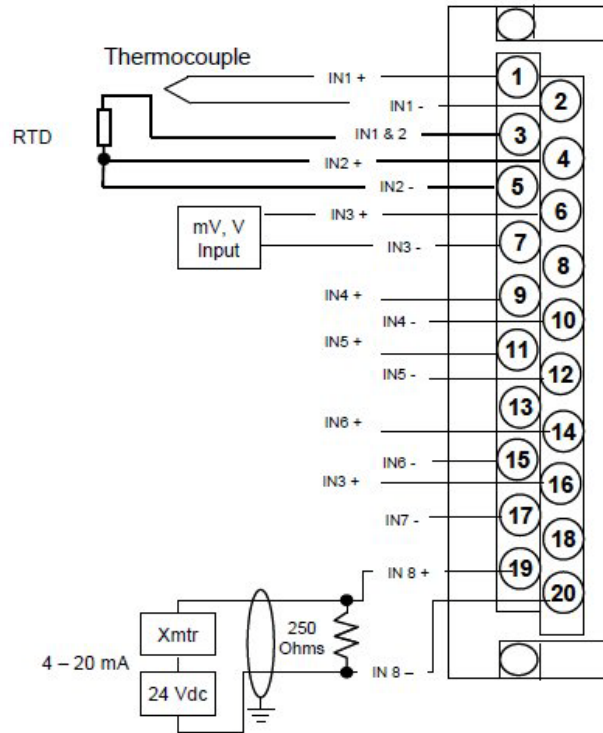 Thermocouple
IN1 +
1
IN1 -
2
RTD
IN1 & 2
3
IN2 +
4
IN2 -
5
mV, V
Input
IN3 +
6
IN3 -
7
8
IN4 +
9
IN4 -
10
IN5 +
11
IN5 -
12
13
IN6 +
14
IN6 -
15
IN3 +
16
IN7 -
17
18
IN 8 +
19
20
250
Ohms
Xmtr
4 – 20 mA
24 Vdc
IN 8 –